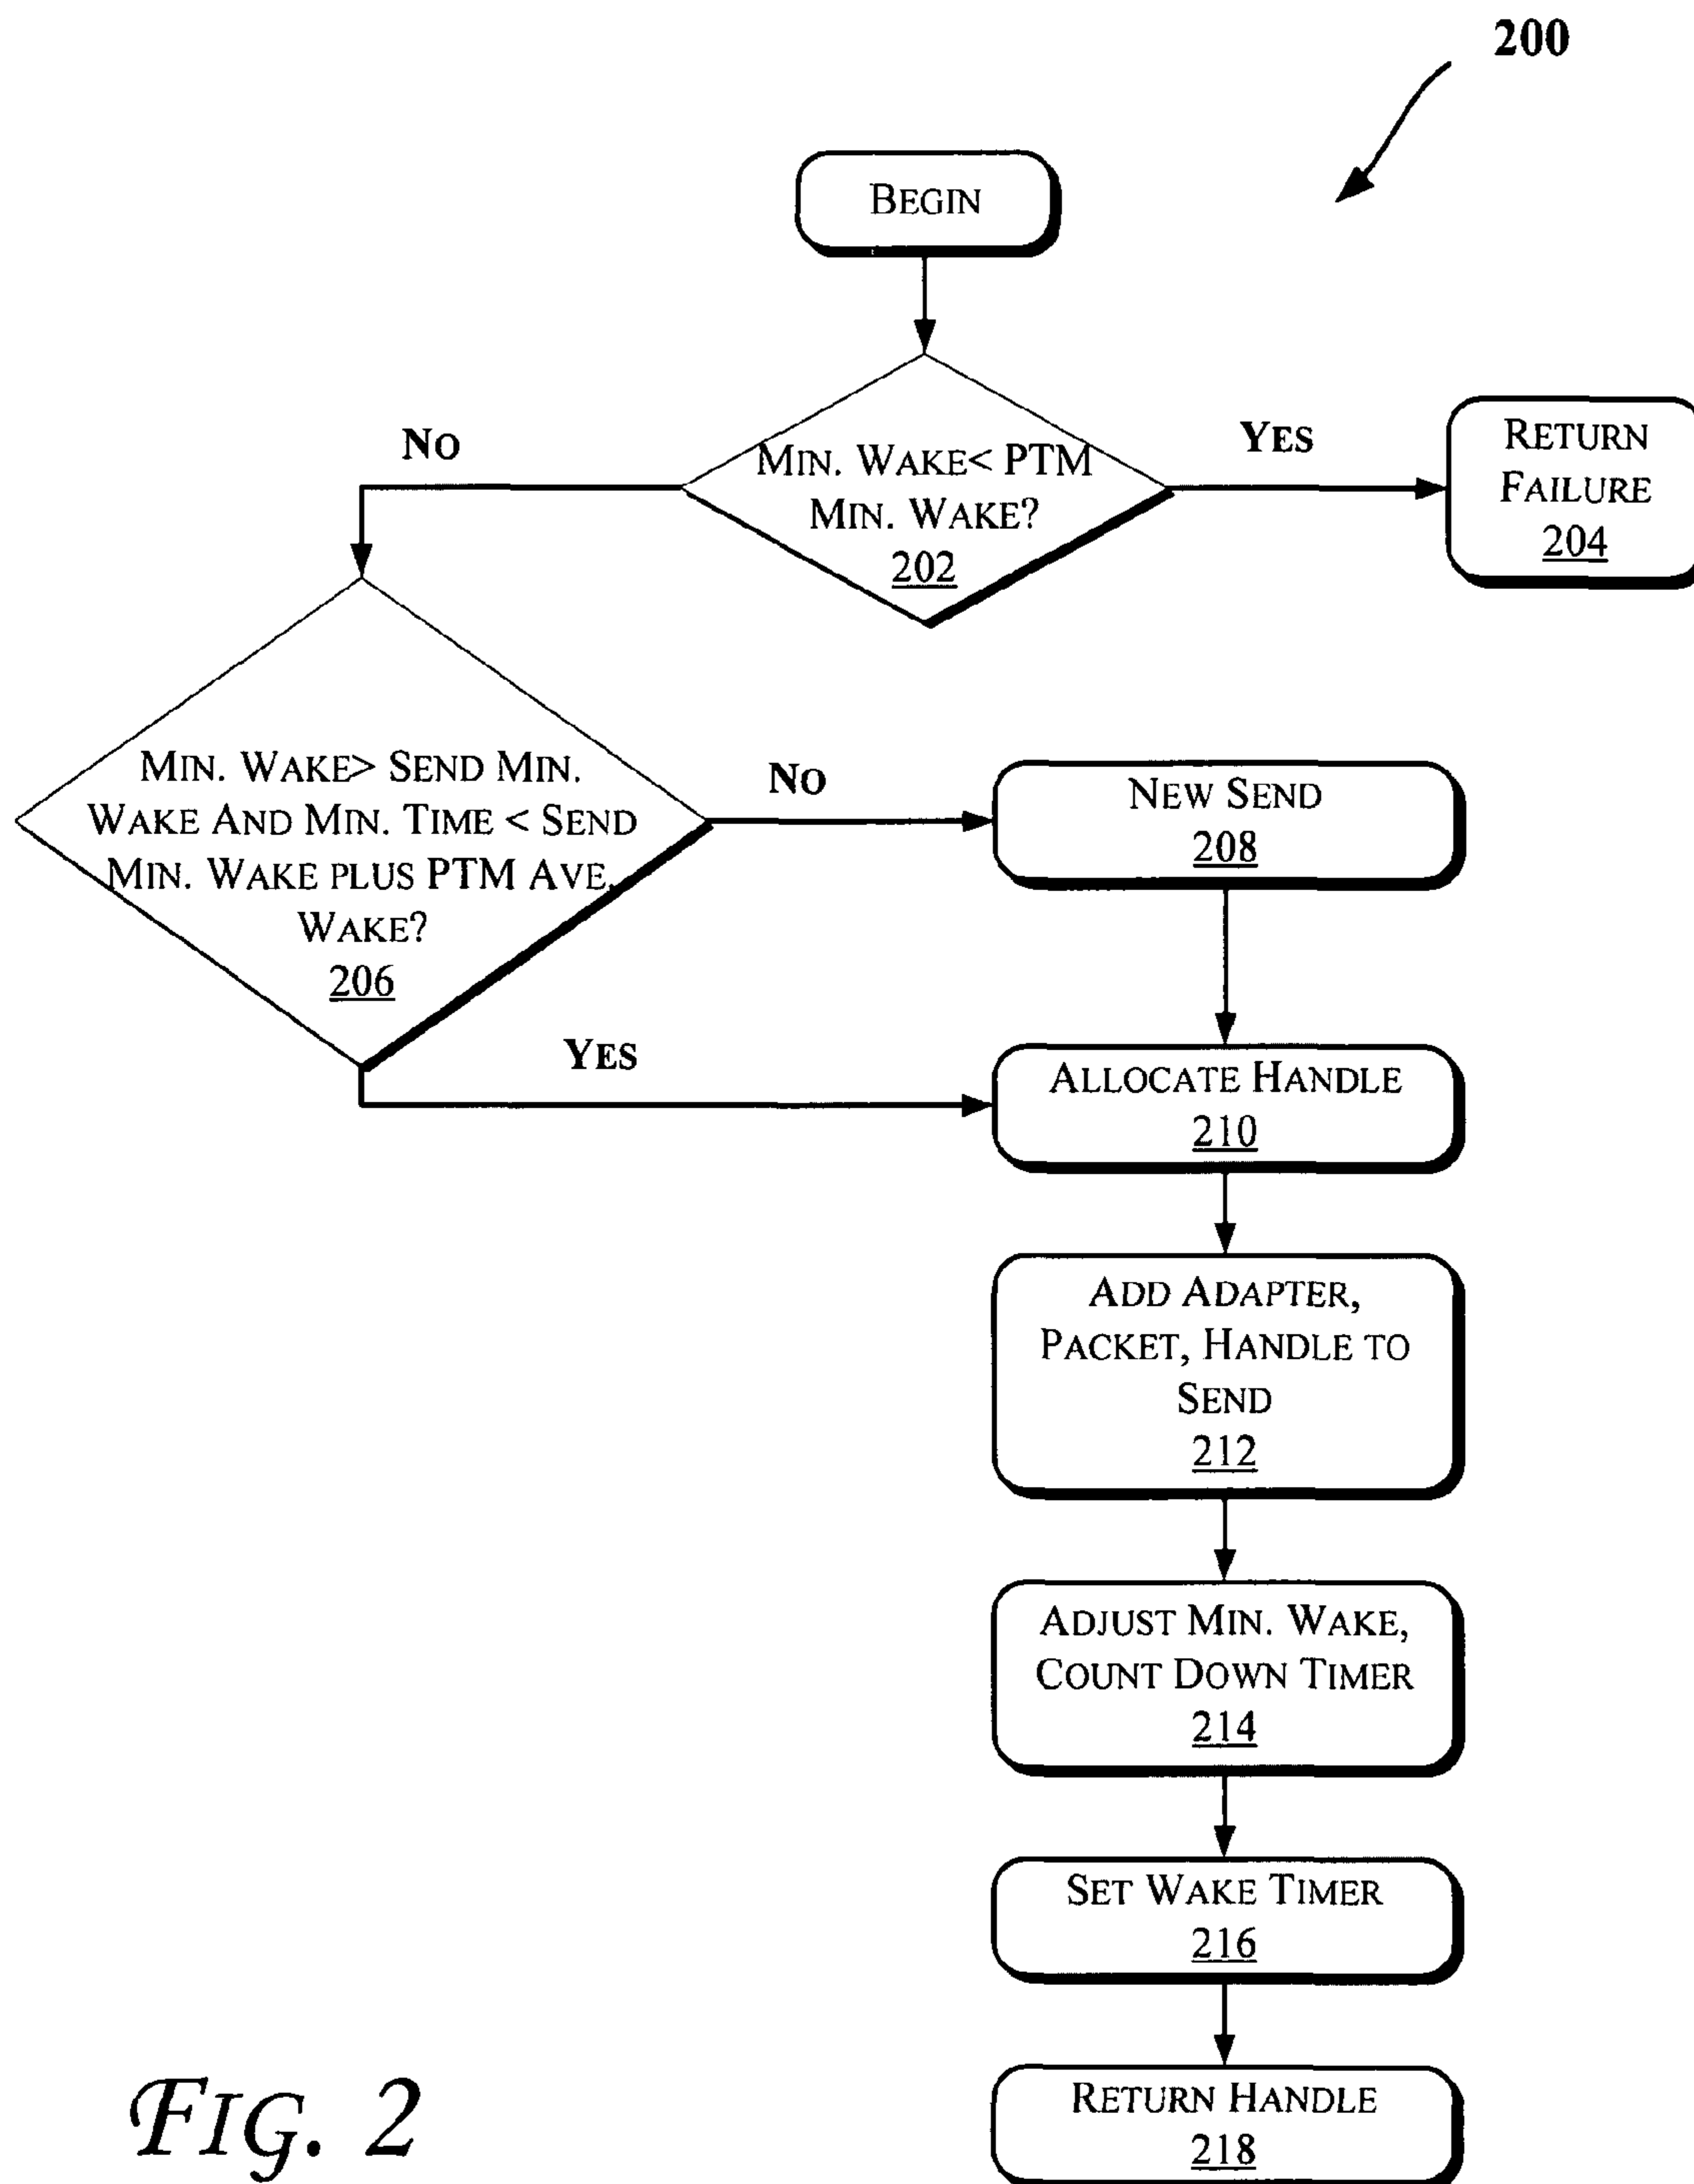 200
BEGIN
NO
YES
MIN. WAKE< PTM
MIN. WAKE?
202
RETURN
FAILURE
204
MIN. WAKE> SEND MIN.
WAKE AND MIN. TIME < SEND
MIN. WAKE PLUS PTM AVE.
WAKE?
206
NO
NEW SEND
208
YES
ALLOCATE HANDLE
210
ADD ADAPTER,
PACKET, HANDLE TO
SEND
212
ADJUST MIN. WAKE,
COUNT DOWN TIMER
214
SET WAKE TIMER
216
RETURN HANDLE
218
FIG. 2